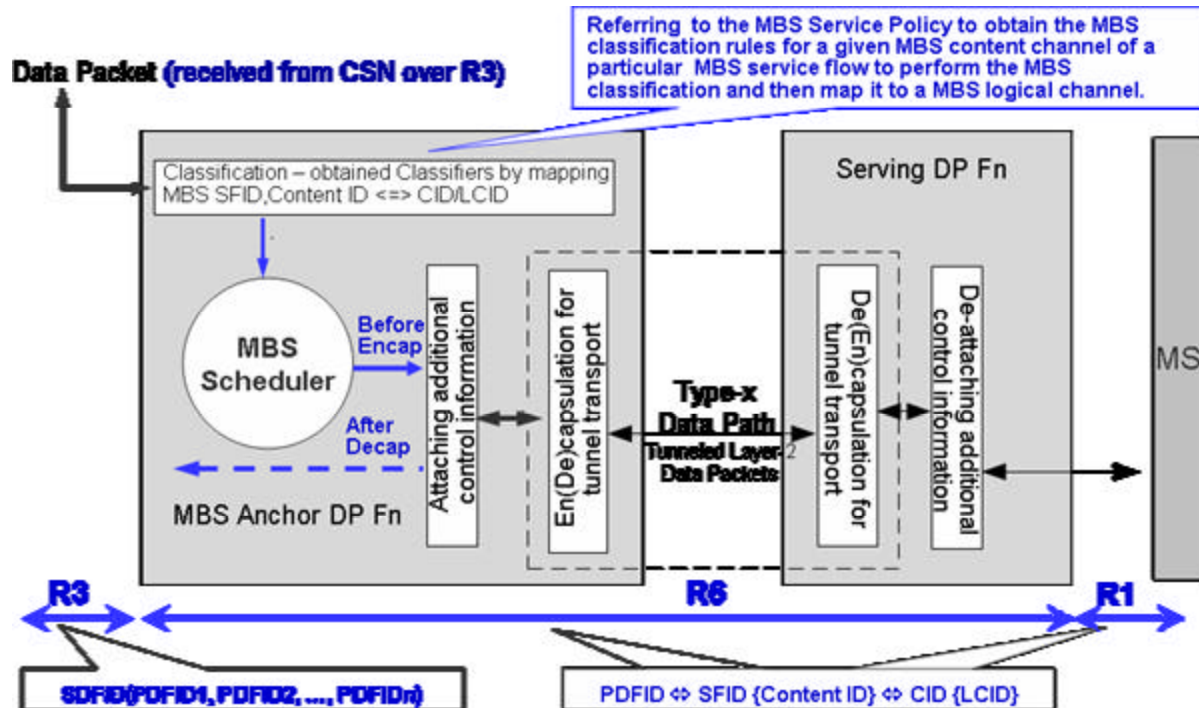 Referring to the MBS Service Policy to obtain the MBS
classification rules for a given MBS content channel of a
particular MBS service flow to perform the MBS
classification and then map it to a MBS logical channel.
Data Packet (received from CSN over R3)
Classification – obtained Classifiers by mapping
MBS SFID,Content ID <=> CID/LCID
Serving DP Fn
MBS
Scheduler
Before
Encap
After
Decap
Attaching additional
control information
En(De)capsulation for
tunnel transport
Type-x
Data Path
Tunneled Layer-2
Data Packets
De(En)capsulation for
tunnel transport
De-attaching additional
control information
MS
MBS Anchor DP Fn
R3
R6
R1
SDFID(PDFID1, PDFID2, ..., PDFIDn)
PDFID ⇔ SFID {Content ID} ⇔ CID {LCID}